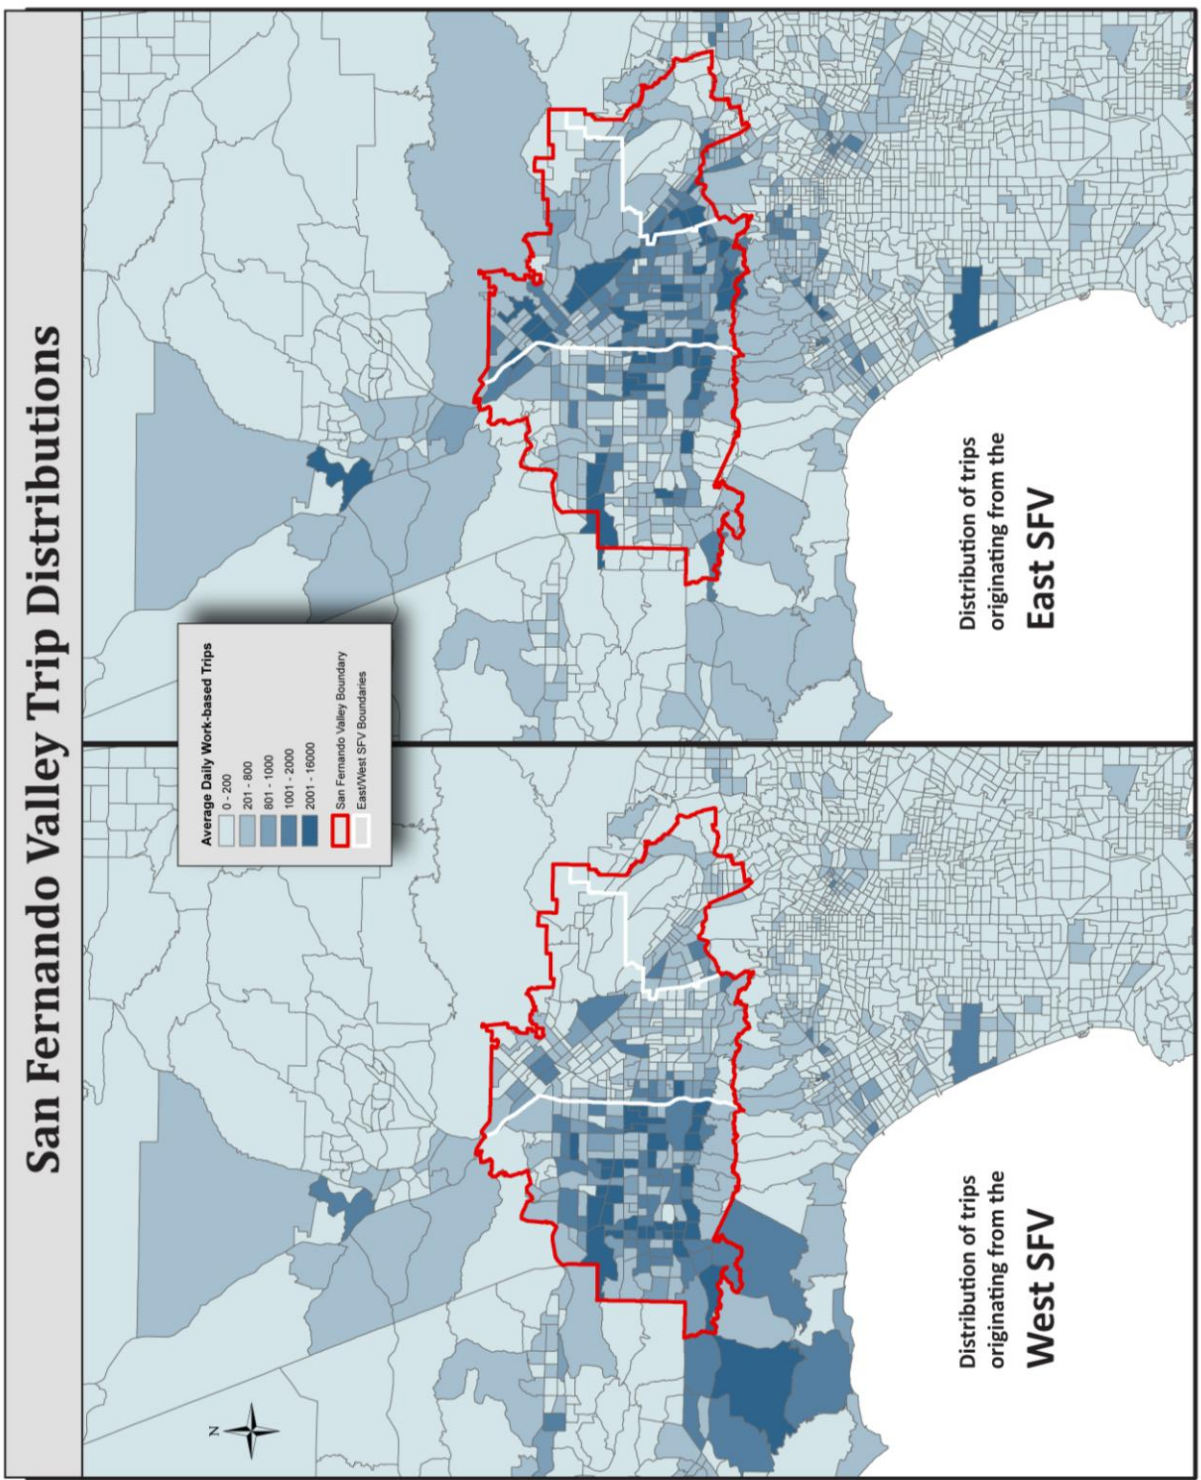 San Fernando Valley Trip Distributions
N
Distribution of trips
originating from the
West SFV
Average Daily Work-based Trips
0 - 200
201 - 800
801 - 1000
1001 - 2000
2001 - 16000
San Fernando Valley Boundary
East/West SFV Boundaries
Distribution of trips
originating from the
East SFV